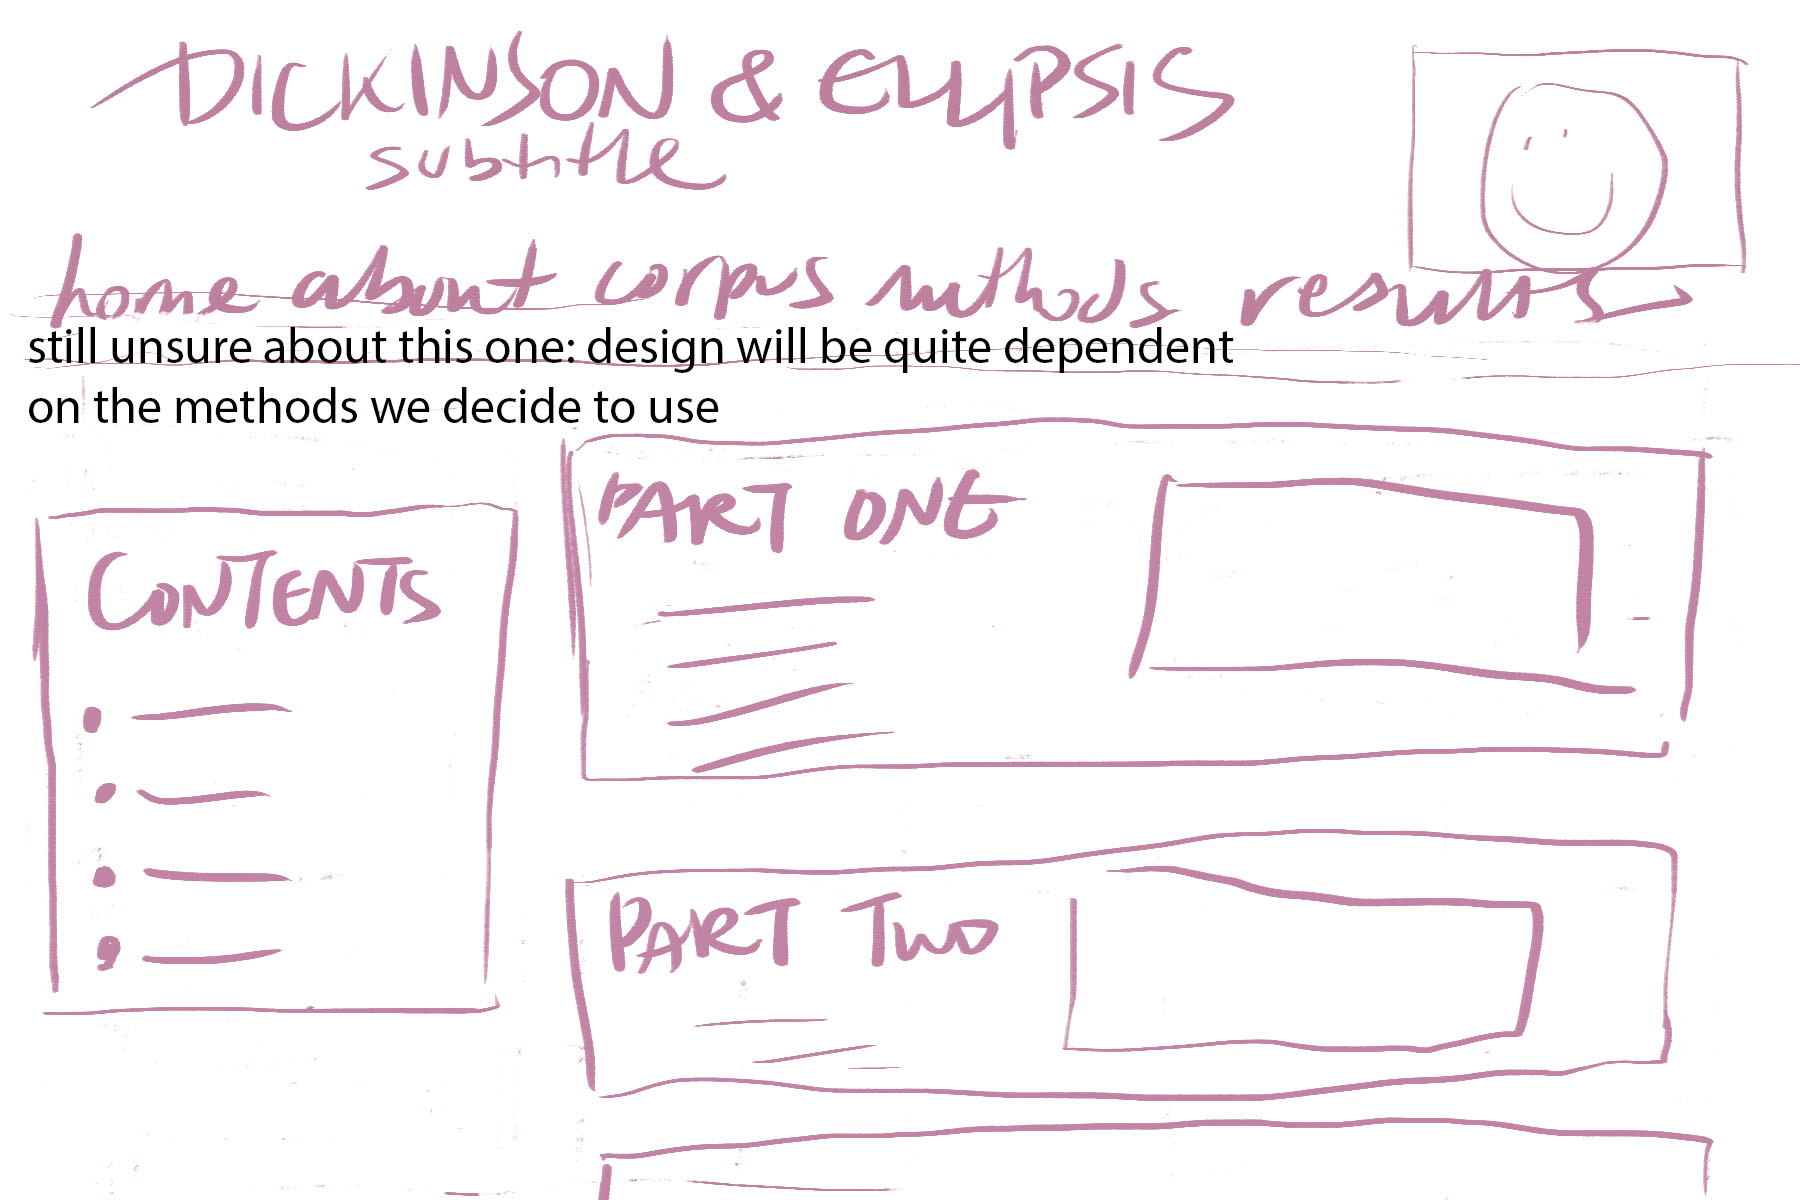 DICKINSON & ELLIPSIS
subtitle
home about corpus methods results
still unsure about this one: design will be quite dependent
on the methods we decide to use
CONTENTS
PART ONE
PART TWO